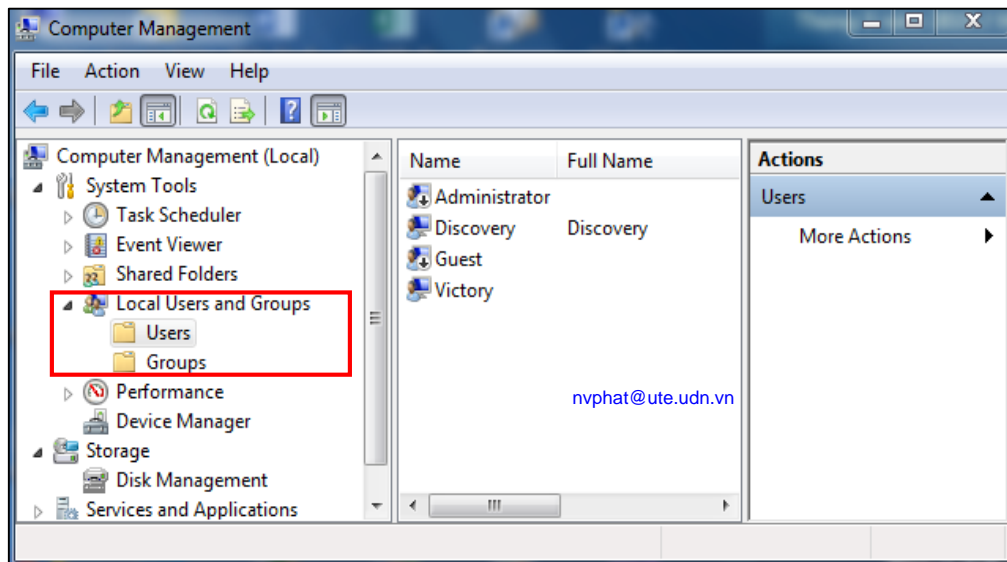 Computer Management
File Action View Help
Computer Management (Local)
System Tools
Task Scheduler
Event Viewer
Shared Folders
Local Users and Groups
Users
Groups
Performance
Device Manager
Storage
Disk Management
Services and Applications
Name Full Name
Administrator
Discovery Discovery
Guest
Victory
nvphat@ute.udn.vn
Actions
Users
More Actions